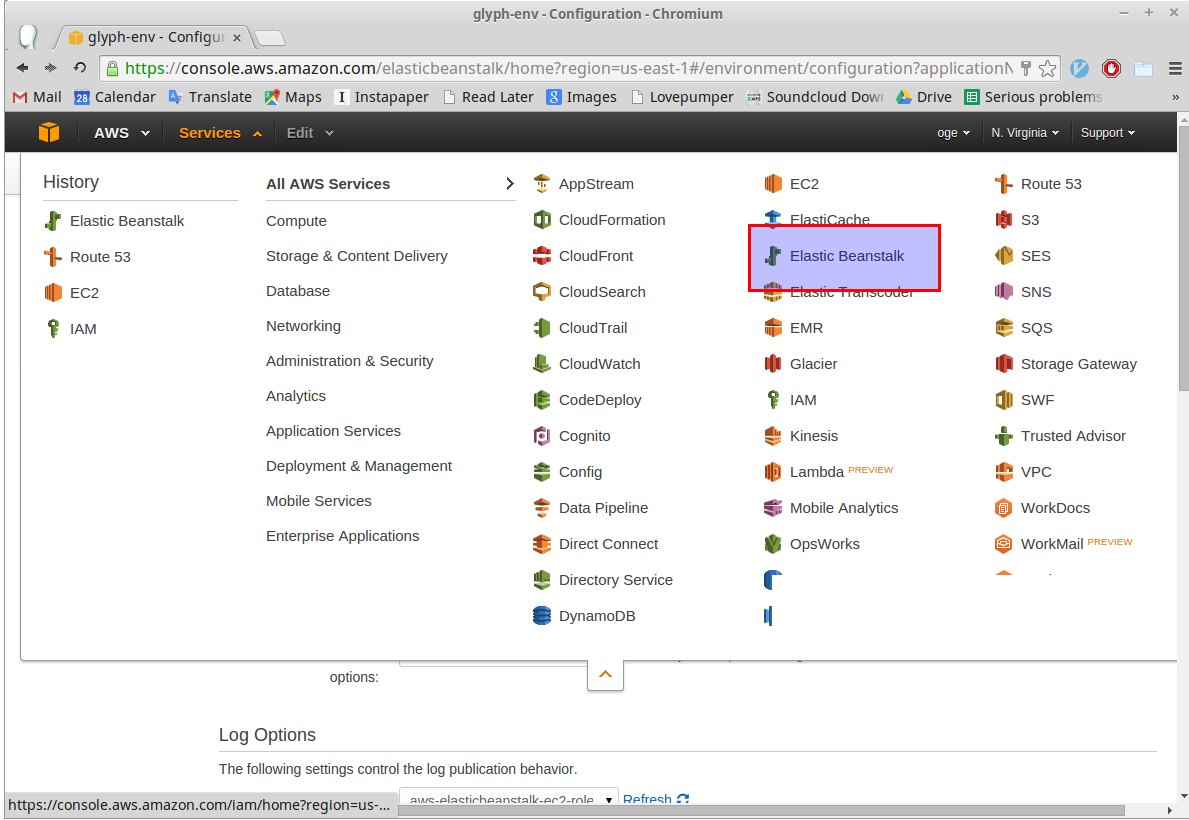 glyph-env - Configuration - Chromium
glyph-env - Configur
https://console.aws.amazon.com/elasticbeanstalk/home?region=us-east-1#/environment/configuration?applicationN
Mail
28 Calendar
Translate
Maps
I Instapaper
Read Later
8 Images
Lovepumper
Soundcloud Down
Drive
Serious problems
»
AWS
Services
Edit
oge
N. Virginia
Support
History
Elastic Beanstalk
Route 53
EC2
IAM
All AWS Services
Compute
Storage & Content Delivery
Database
Networking
Administration & Security
Analytics
Application Services
Deployment & Management
Mobile Services
Enterprise Applications
AppStream
CloudFormation
CloudFront
CloudSearch
CloudTrail
CloudWatch
CodeDeploy
Cognito
Config
Data Pipeline
Direct Connect
Directory Service
DynamoDB
EC2
ElastiCache
Elastic Beanstalk
Elastic Transcoder
EMR
Glacier
IAM
Kinesis
Lambda PREVIEW
Mobile Analytics
OpsWorks
Route 53
S3
SES
SNS
SQS
Storage Gateway
SWF
Trusted Advisor
VPC
WorkDocs
WorkMail PREVIEW
options:
Log Options
The following settings control the log publication behavior.
aws-elasticbeanstalk-ec2-role
Refresh
https://console.aws.amazon.com/iam/home?region=us-...